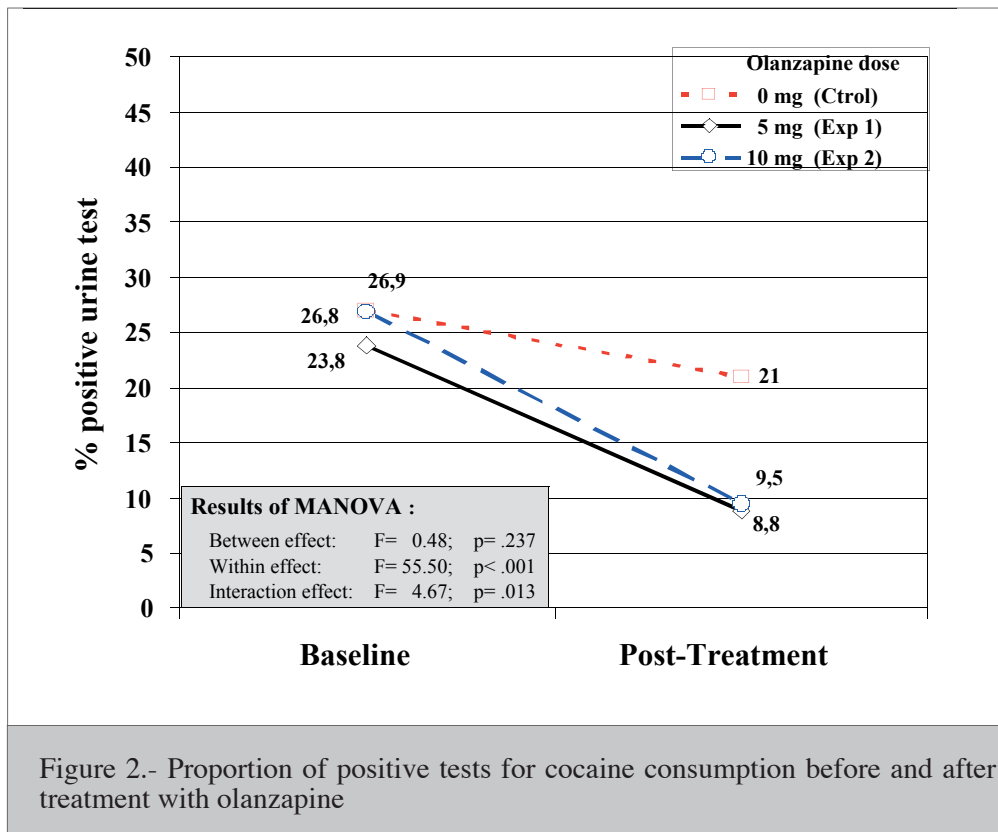 50
45
40
35
30
25
20
15
10
5
0
% positive urine test
Olanzapine dose
0 mg (Ctrol)
5 mg (Exp 1)
10 mg (Exp 2)
26,9
26,8
23,8
21
9,5
8,8
Results of MANOVA :
Between effect: F= 0.48; p= .237
Within effect: F= 55.50; p< .001
Interaction effect: F= 4.67; p= .013
Baseline
Post-Treatment
Figure 2.- Proportion of positive tests for cocaine consumption before and after
treatment with olanzapine